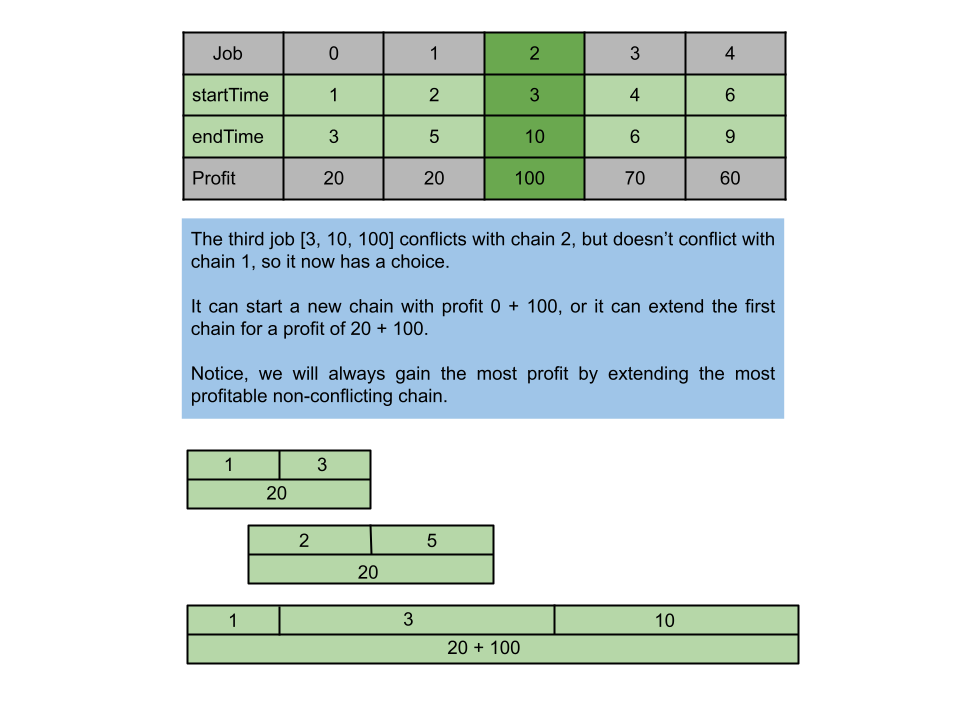 Job 0 1 2 3 4
startTime 1 2 3 4 6
endTime 3 5 10 6 9
Profit 20 20 100 70 60
The third job [3, 10, 100] conflicts with chain 2, but doesn’t conflict with
chain 1, so it now has a choice.
It can start a new chain with profit 0 + 100, or it can extend the first
chain for a profit of 20 + 100.
Notice, we will always gain the most profit by extending the most
profitable non-conflicting chain.
1 3
20
2 5
20
1 3 10
20 + 100